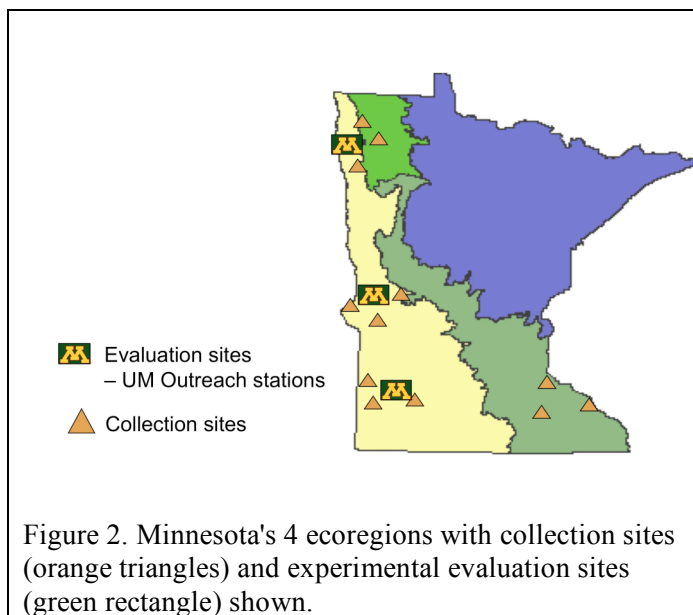 Evaluation sites
– UM Outreach stations
Collection sites
Figure 2. Minnesota's 4 ecoregions with collection sites
(orange triangles) and experimental evaluation sites
(green rectangle) shown.